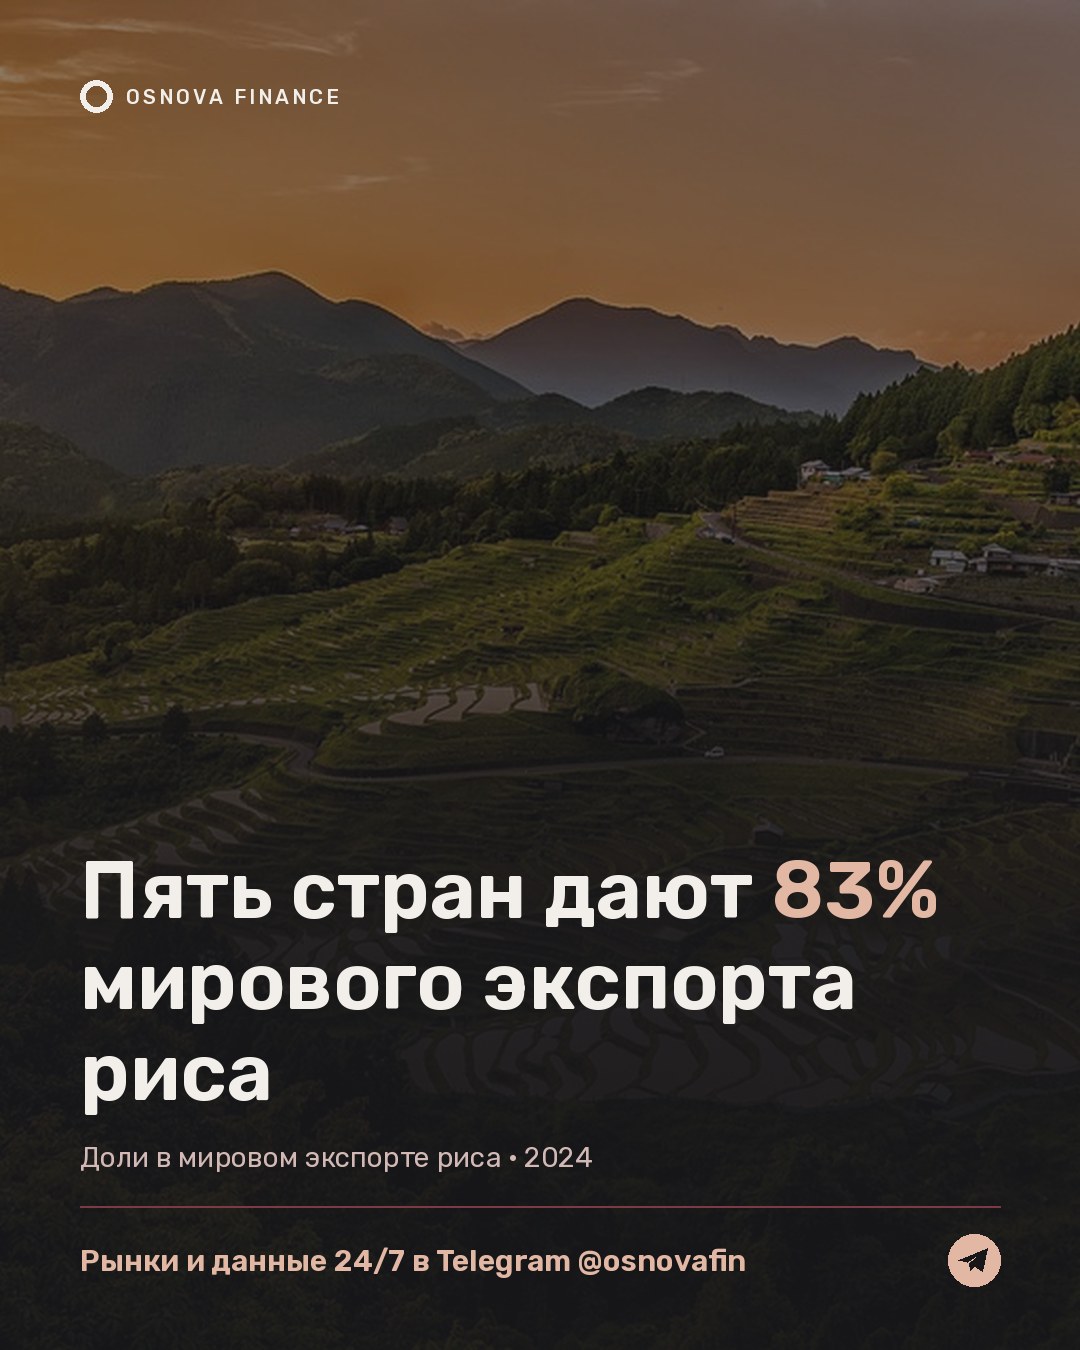 OSNOVA FINANCE
Пять стран дают 83%
мирового экспорта
риса
Доли в мировом экспорте риса • 2024
Рынки и данные 24/7 в Telegram @osnovafin